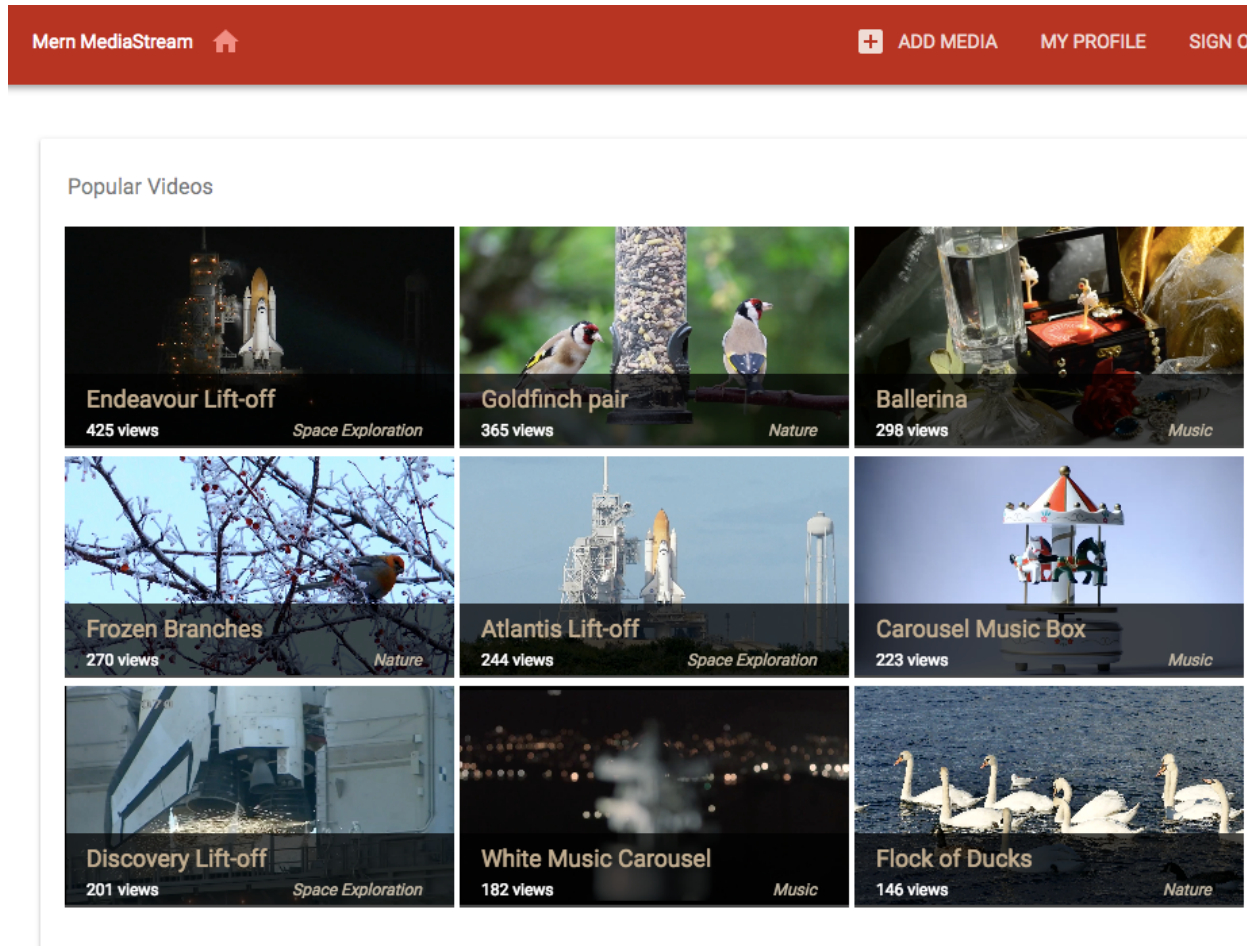 Mern MediaStream
ADD MEDIA MY PROFILE SIGN
Popular Videos
Endeavour Lift-off
425 views Space Exploration
Goldfinch pair
365 views Nature
Ballerina
298 views Music
Frozen Branches
270 views Nature
Atlantis Lift-off
244 views Space Exploration
Carousel Music Box
223 views Music
Discovery Lift-off
201 views Space Exploration
White Music Carousel
182 views Music
Flock of Ducks
146 views Nature